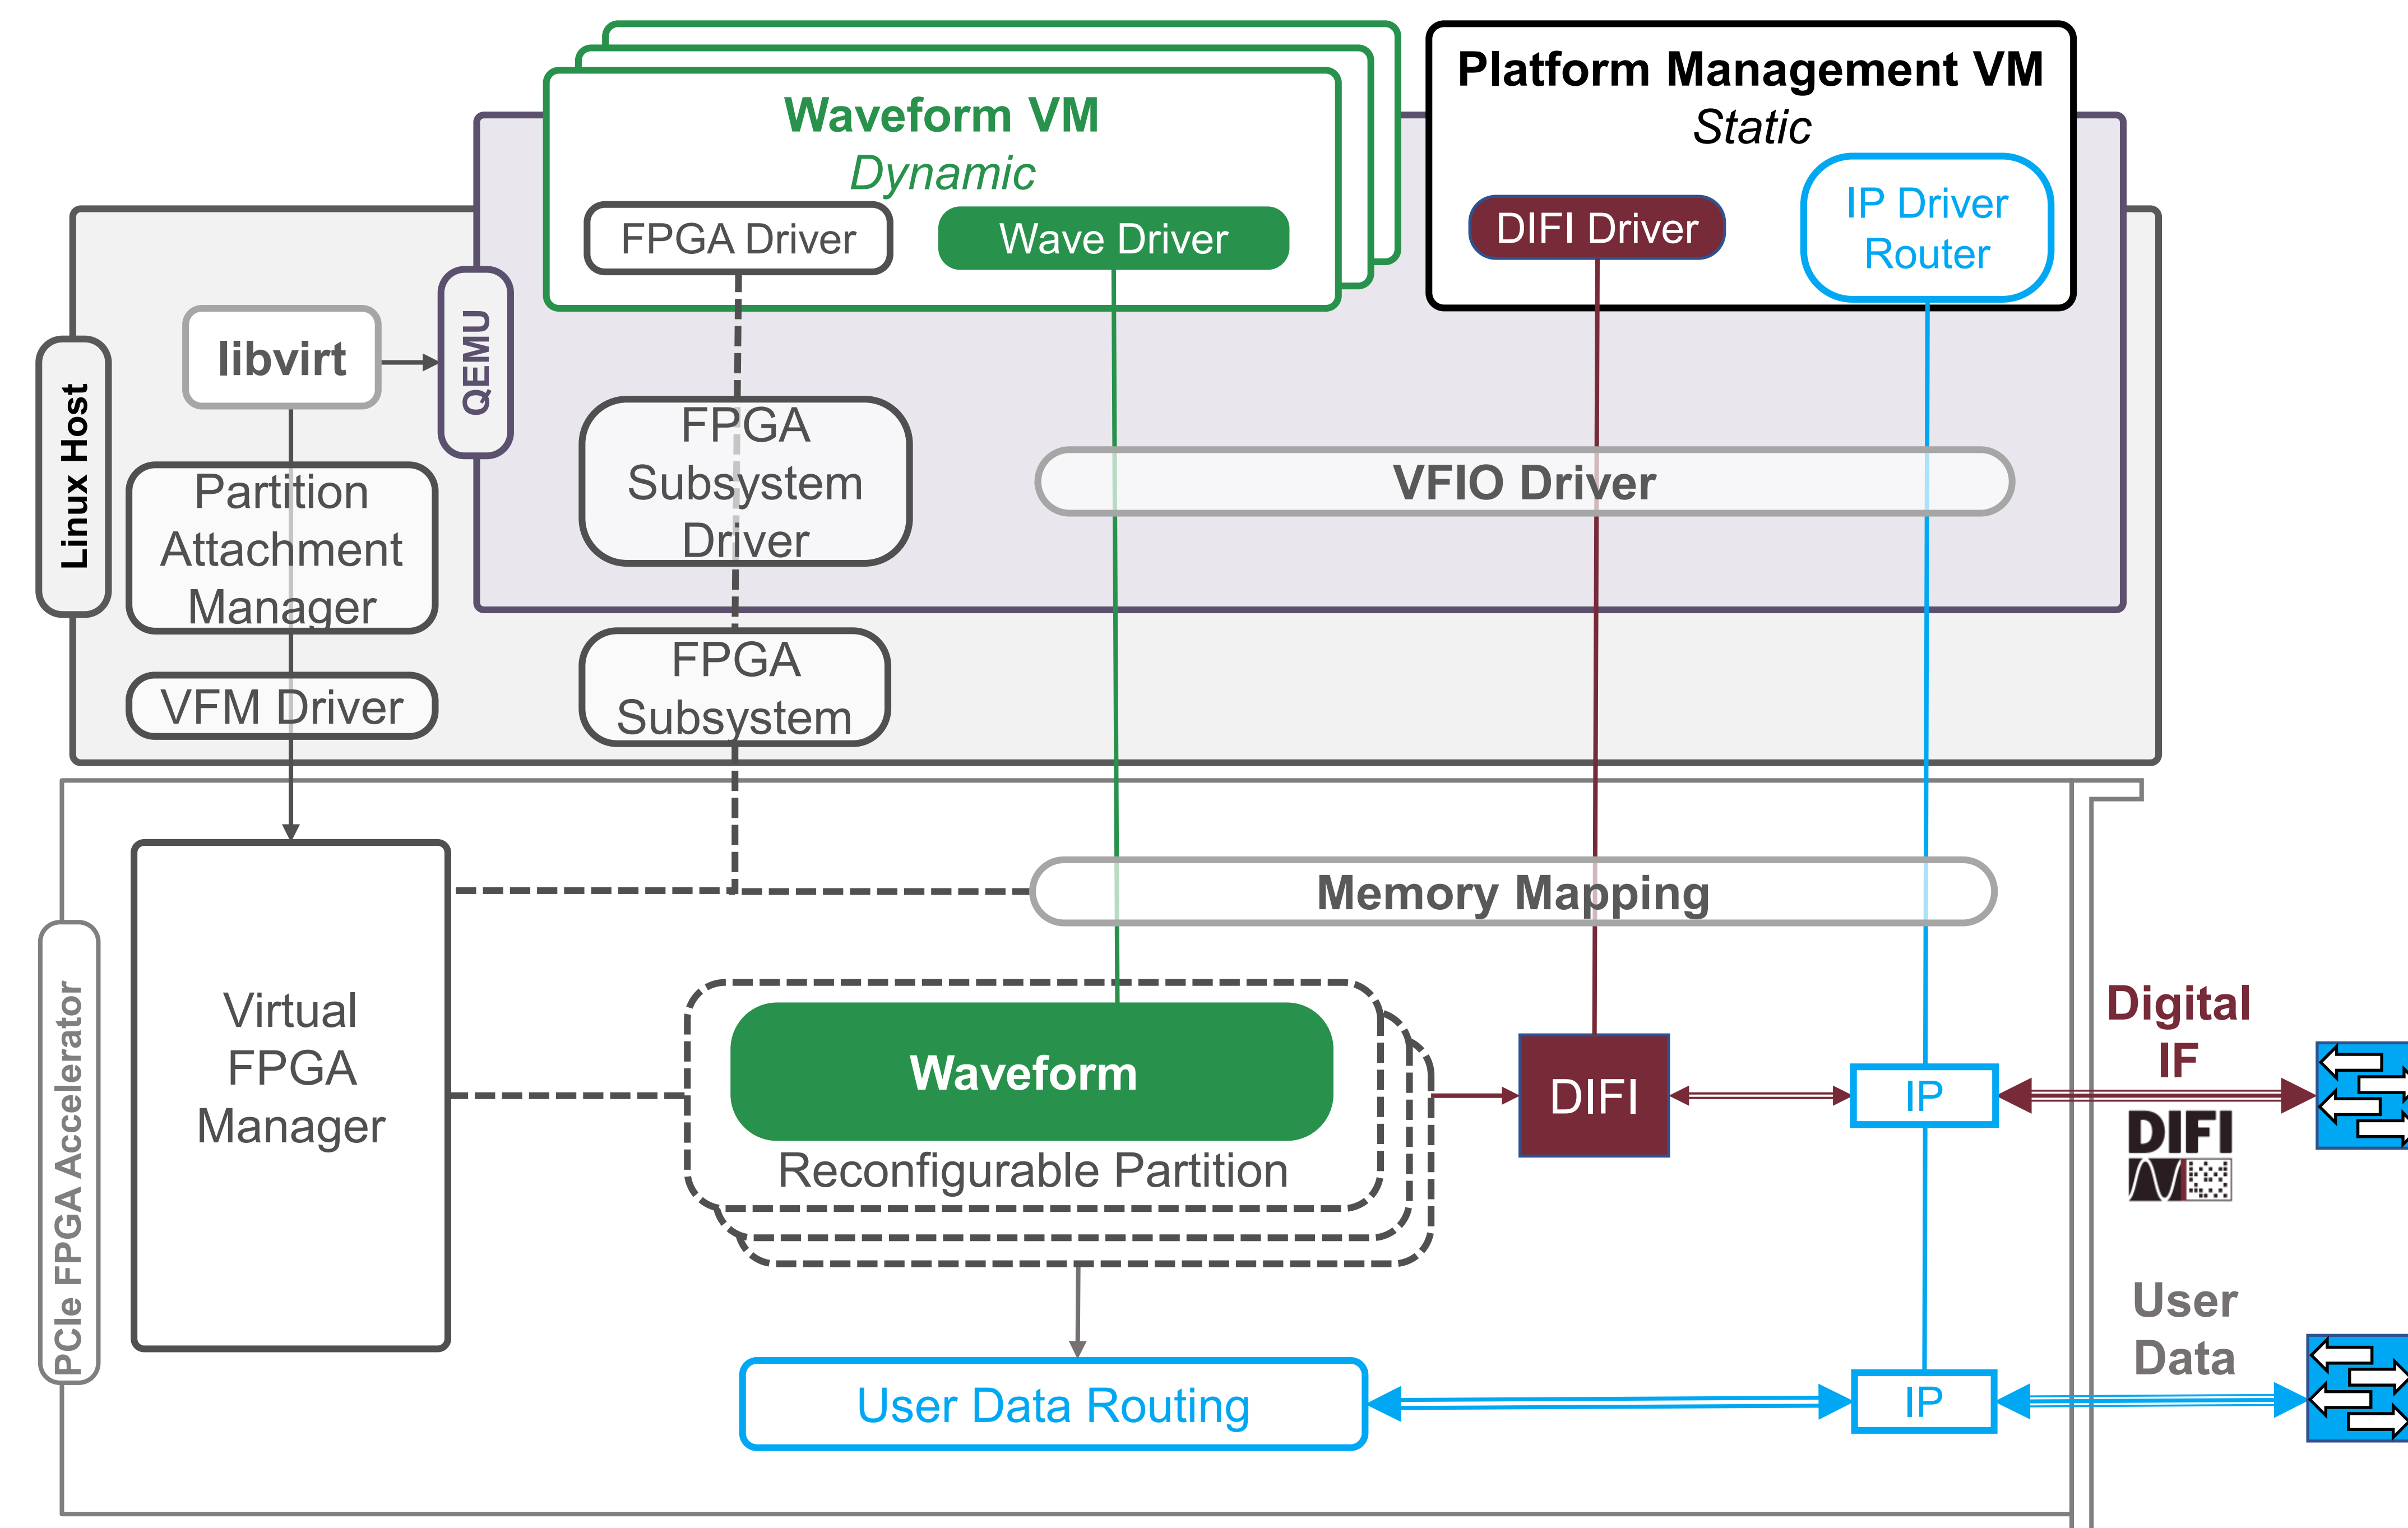 Waveform VM
Dynamic
FPGA Driver
Wave Driver
Platform Management VM
Static
DIFI Driver
IP Driver
Router
Linux Host
libvirt
QEMU
Partition
Attachment
Manager
VFM Driver
FPGA
Subsystem
Driver
FPGA
Subsystem
VFIO Driver
PCIe FPGA Accelerator
Virtual
FPGA
Manager
Memory Mapping
Waveform
Reconfigurable Partition
DIFI
IP
Digital
IF
DIFI
User Data Routing
IP
User
Data